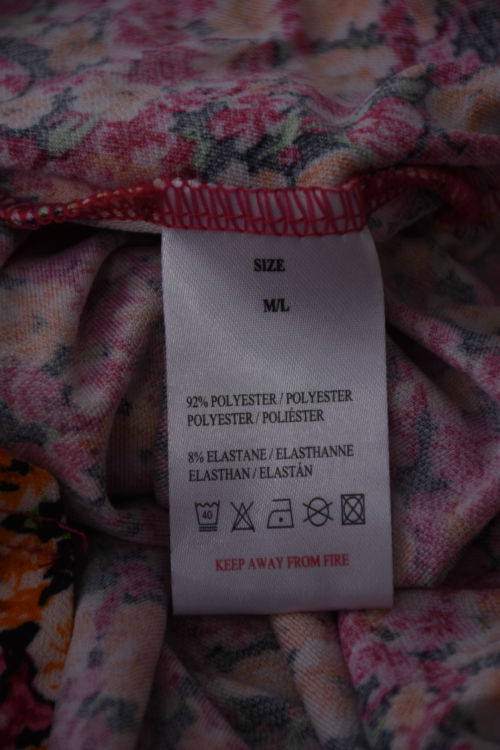 SIZE
M/L
92% POLYESTER / POLYESTER
POLYESTER / POLIÉSTER
8% ELASTANE / ELASTHANNE
ELASTHAN / ELASTÁN
40
KEEP AWAY FROM FIRE